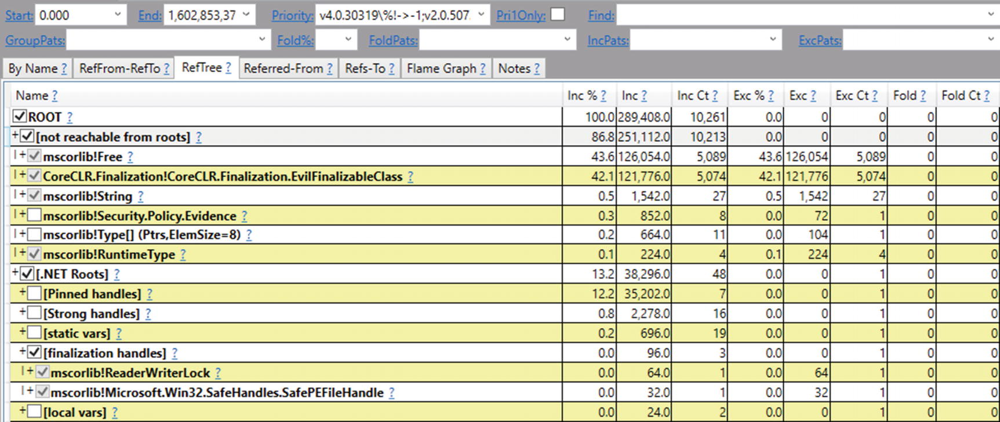 Start: 0.000 End: 1,602,853,37 Priority: v4.0.30319\%!->-1;v2.0.507. Pri1Only: Find:
GroupPats: Fold%: FoldPats: IncPats: ExcPats:
By Name ? RefFrom-RefTo ? RefTree ? Referred-From ? Refs-To ? Flame Graph ? Notes ?
Name ? Inc % ? Inc ? Inc Ct ? Exc % ? Exc ? Exc Ct ? Fold ? Fold Ct ?
ROOT ? 100.0 289,408.0 10,261 0.0 0 0 0 0
+ [not reachable from roots] ? 86.8 251,112.0 10,213 0.0 0 0 0 0
|+ mscorlib!Free ? 43.6 126,054.0 5,089 43.6 126,054 5,089 0 0
|+ CoreCLR.Finalization!CoreCLR.Finalization.EvilFinalizableClass ? 42.1 121,776.0 5,074 42.1 121,776 5,074 0 0
|+ mscorlib!String ? 0.5 1,542.0 27 0.5 1,542 27 0 0
|+ mscorlib!Security.Policy.Evidence ? 0.3 852.0 8 0.0 72 1 0 0
|+ mscorlib!Type[] (Ptrs,ElemSize=8) ? 0.2 664.0 11 0.0 104 1 0 0
|+ mscorlib!RuntimeType ? 0.1 224.0 4 0.1 224 4 0 0
+ [.NET Roots] ? 13.2 38,296.0 48 0.0 0 1 0 0
+ [Pinned handles] ? 12.2 35,202.0 7 0.0 0 1 0 0
+ [Strong handles] ? 0.8 2,278.0 16 0.0 0 1 0 0
+ [static vars] ? 0.2 696.0 19 0.0 0 1 0 0
+ [finalization handles] ? 0.0 96.0 3 0.0 0 1 0 0
|+ mscorlib!ReaderWriterLock ? 0.0 64.0 1 0.0 64 1 0 0
|+ mscorlib!Microsoft.Win32.SafeHandles.SafePEFileHandle ? 0.0 32.0 1 0.0 32 1 0 0
+ [local vars] ? 0.0 24.0 2 0.0 0 1 0 0